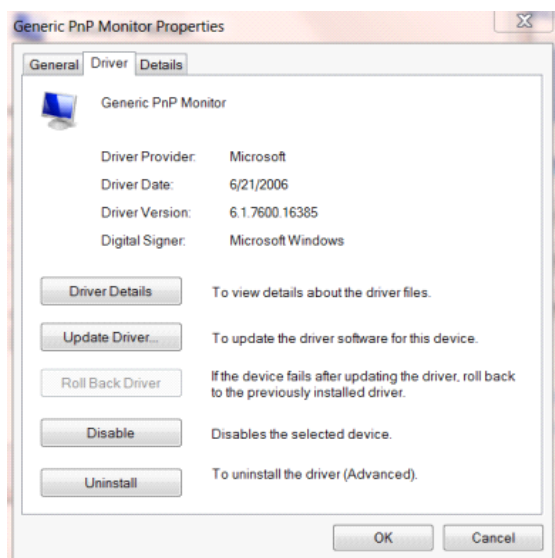 Generic PnP Monitor Properties
General Driver Details
Generic PnP Monitor
Driver Provider: Microsoft
Driver Date: 6/21/2006
Driver Version: 6.1.7600.16385
Digital Signer: Microsoft Windows
Driver Details To view details about the driver files.
Update Driver... To update the driver software for this device.
Roll Back Driver If the device fails after updating the driver, roll back
to the previously installed driver.
Disable Disables the selected device.
Uninstall To uninstall the driver (Advanced).
OK Cancel